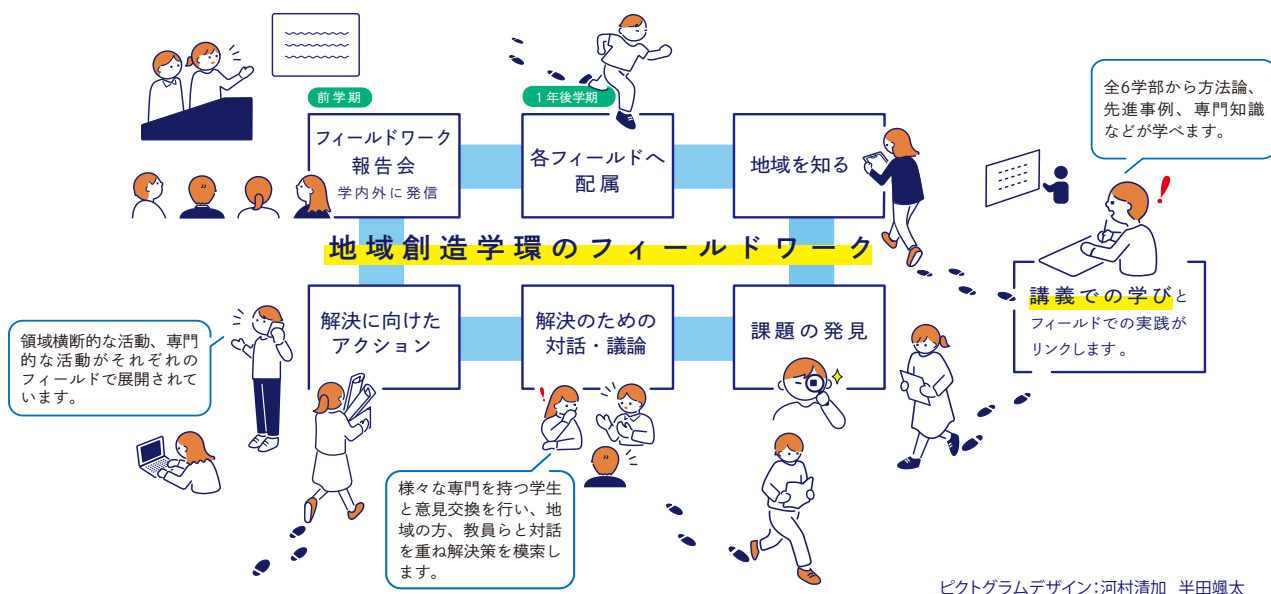 前学期
フィールドワーク
報告会
学内外に発信
1年後学期
各フィールドへ
配属
地域を知る
全6学部から方法論、
先進事例、専門知識
などが学べます。
地域創造学環のフィールドワーク
講義での学びと
フィールドでの実践が
リンクします。
領域横断的な活動、専門
的な活動がそれぞれの
フィールドで展開されて
います。
解決に向けた
アクション
解決のための
対話・議論
課題の発見
様々な専門を持つ学生
と意見交換を行い、地
域の方、教員らと対話
を重ね解決策を模索し
ます。
ピクトグラムデザイン：河村清加 半田颯太